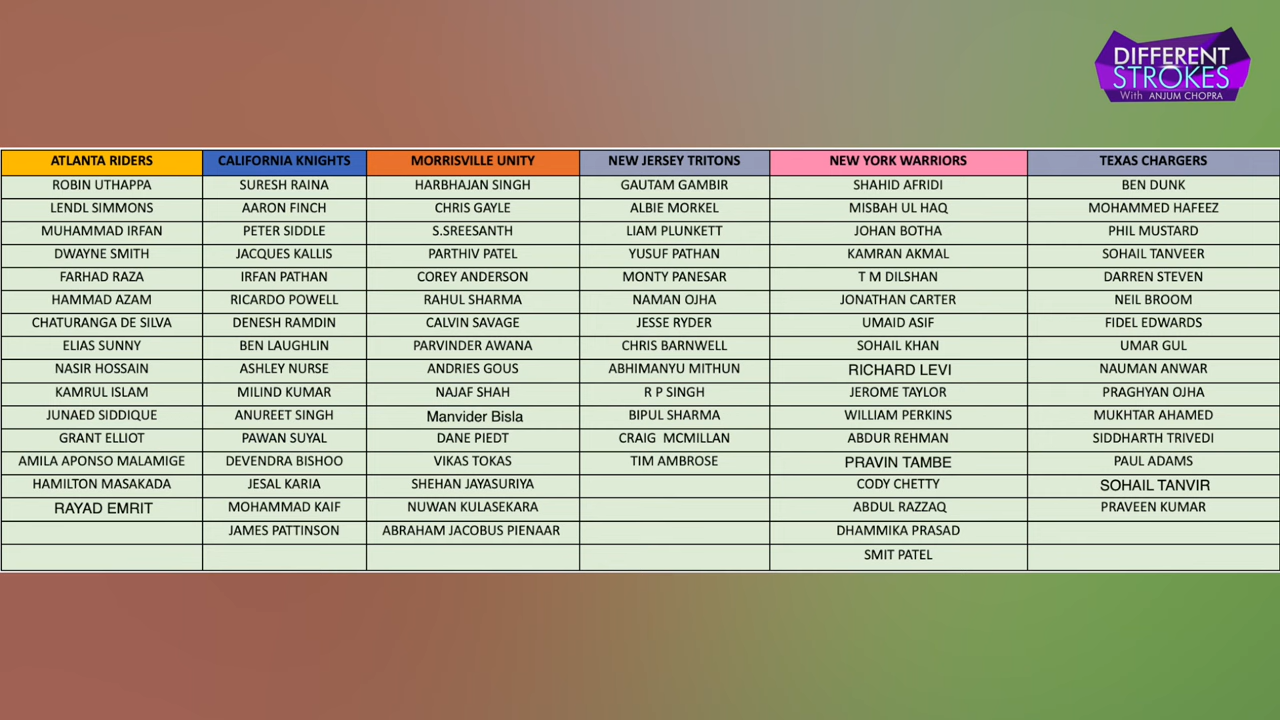 DIFFERENT
STROKES
With ANJUM CHOPRA
ATLANTA RIDERS CALIFORNIA KNIGHTS MORRISVILLE UNITY NEW JERSEY TRITONS NEW YORK WARRIORS TEXAS CHARGERS
ROBIN UTHAPPA SURESH RAINA HARBHAJAN SINGH GAUTAM GAMBIR SHAHID AFRIDI BEN DUNK
LENDL SIMMONS AARON FINCH CHRIS GAYLE ALBIE MORKEL MISBAH UL HAQ MOHAMMED HAFEEZ
MUHAMMAD IRFAN PETER SIDDLE S.SREESANTH LIAM PLUNKETT JOHAN BOTHA PHIL MUSTARD
DWAYNE SMITH JACQUES KALLIS PARTHIV PATEL YUSUF PATHAN KAMRAN AKMAL SOHAIL TANVEER
FARHAD RAZA IRFAN PATHAN COREY ANDERSON MONTY PANESAR T M DILSHAN DARREN STEVEN
HAMMAD AZAM RICARDO POWELL RAHUL SHARMA NAMAN OJHA JONATHAN CARTER NEIL BROOM
CHATURANGA DE SILVA DENESH RAMDIN CALVIN SAVAGE JESSE RYDER UMAID ASIF FIDEL EDWARDS
ELIAS SUNNY BEN LAUGHLIN PARVINDER AWANA CHRIS BARNWELL SOHAIL KHAN UMAR GUL
NASIR HOSSAIN ASHLEY NURSE ANDRIES GOUS ABHIMANYU MITHUN RICHARD LEVI NAUMAN ANWAR
KAMRUL ISLAM MILIND KUMAR NAJAF SHAH R P SINGH JEROME TAYLOR PRAGHYAN OJHA
JUNAED SIDDIQUE ANUREET SINGH Manvider Bisla BIPUL SHARMA WILLIAM PERKINS MUKHTAR AHAMED
GRANT ELLIOT PAWAN SUYAL DANE PIEDT CRAIG MCMILLAN ABDUR REHMAN SIDDHARTH TRIVEDI
AMILA APONSO MALAMIGE DEVENDRA BISHOO VIKAS TOKAS TIM AMBROSE PRAVIN TAMBE PAUL ADAMS
HAMILTON MASAKADA JESAL KARIA SHEHAN JAYASURIYA CODY CHETTY SOHAIL TANVIR
RAYAD EMRIT MOHAMMAD KAIF NUWAN KULASEKARA ABDUL RAZZAQ PRAVEEN KUMAR
JAMES PATTINSON ABRAHAM JACOBUS PIENAAR DHAMMIKA PRASAD
SMIT PATEL